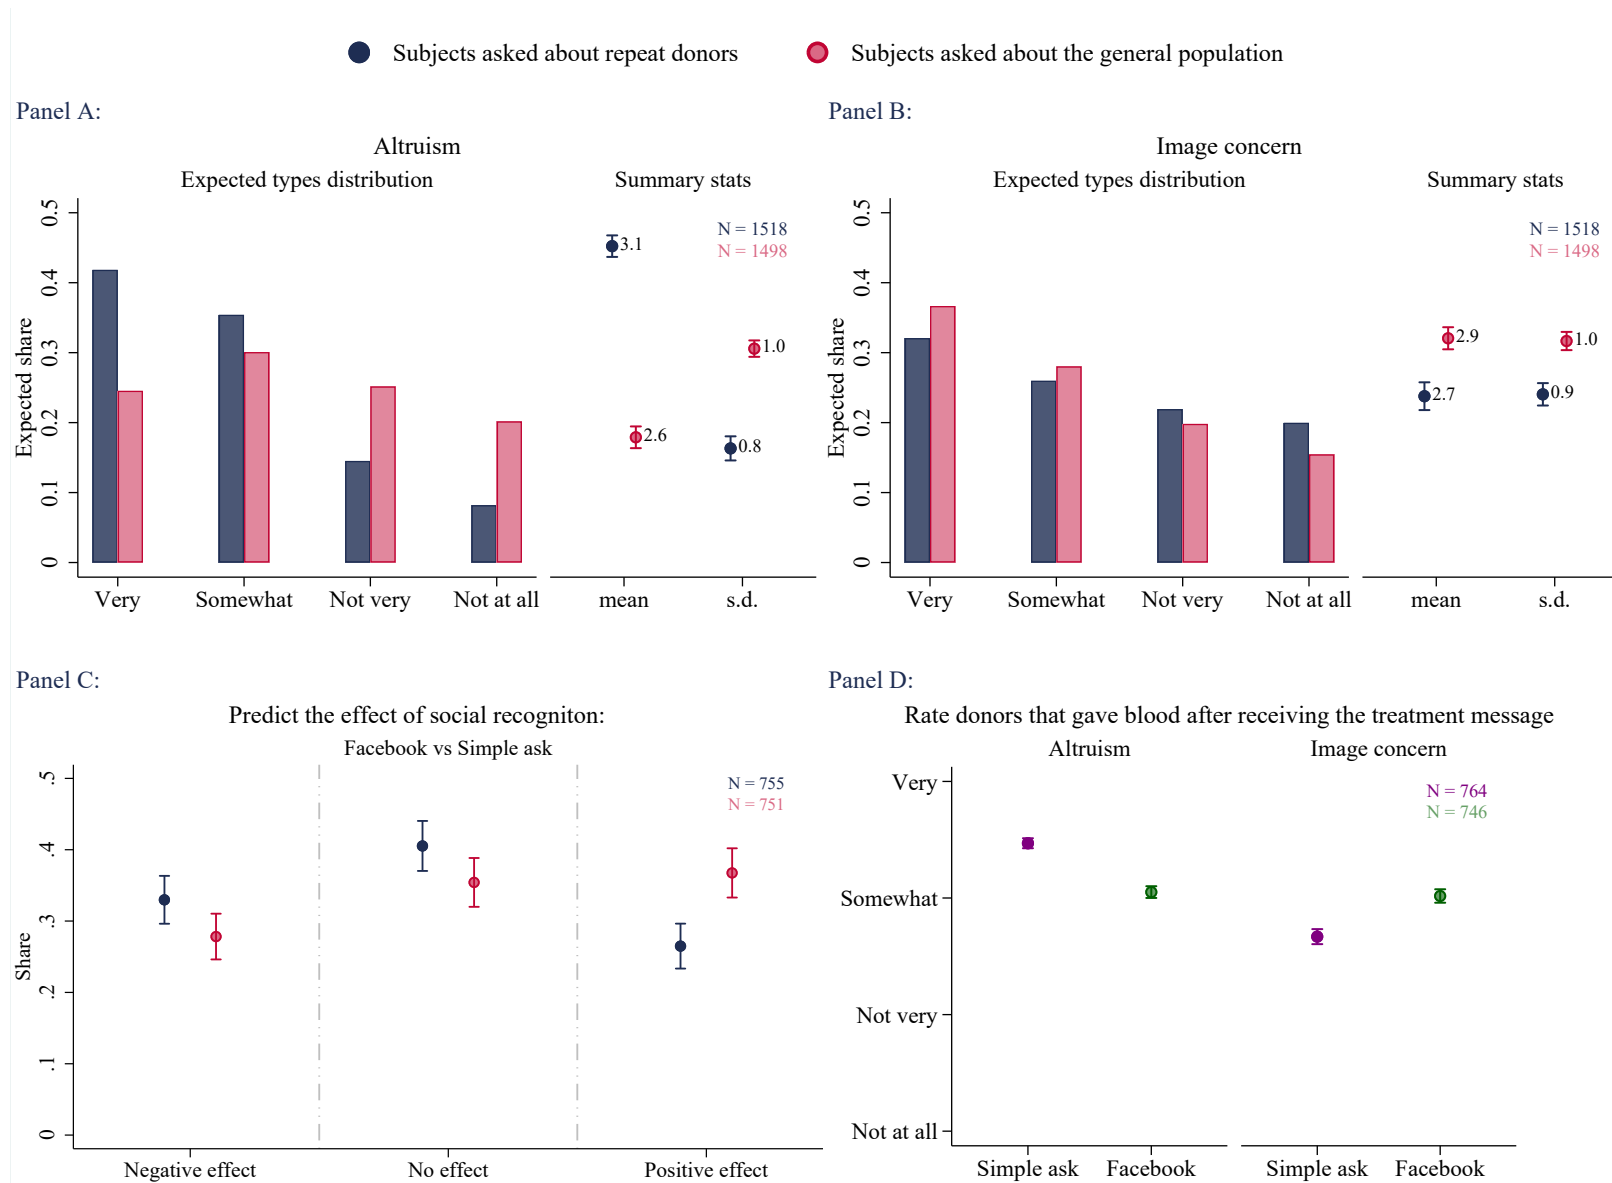 Subjects asked about repeat donors
Subjects asked about the general population
Panel A:
Altruism
Expected types distribution
Summary stats
Expected share
0.5
0.4
0.3
0.2
0.1
0
N = 1518
N = 1498
3.1
1.0
2.6
0.8
Very
Somewhat
Not very
Not at all
mean
s.d.
Panel B:
Image concern
Expected types distribution
Summary stats
Expected share
0.5
0.4
0.3
0.2
0.1
0
N = 1518
N = 1498
2.9
1.0
2.7
0.9
Very
Somewhat
Not very
Not at all
mean
s.d.
Panel C:
Predict the effect of social recogniton:
Facebook vs Simple ask
Share
.5
.4
.3
.2
.1
0
N = 755
N = 751
Negative effect
No effect
Positive effect
Panel D:
Rate donors that gave blood after receiving the treatment message
Altruism
Image concern
Very
Somewhat
Not very
Not at all
N = 764
N = 746
Simple ask
Facebook
Simple ask
Facebook